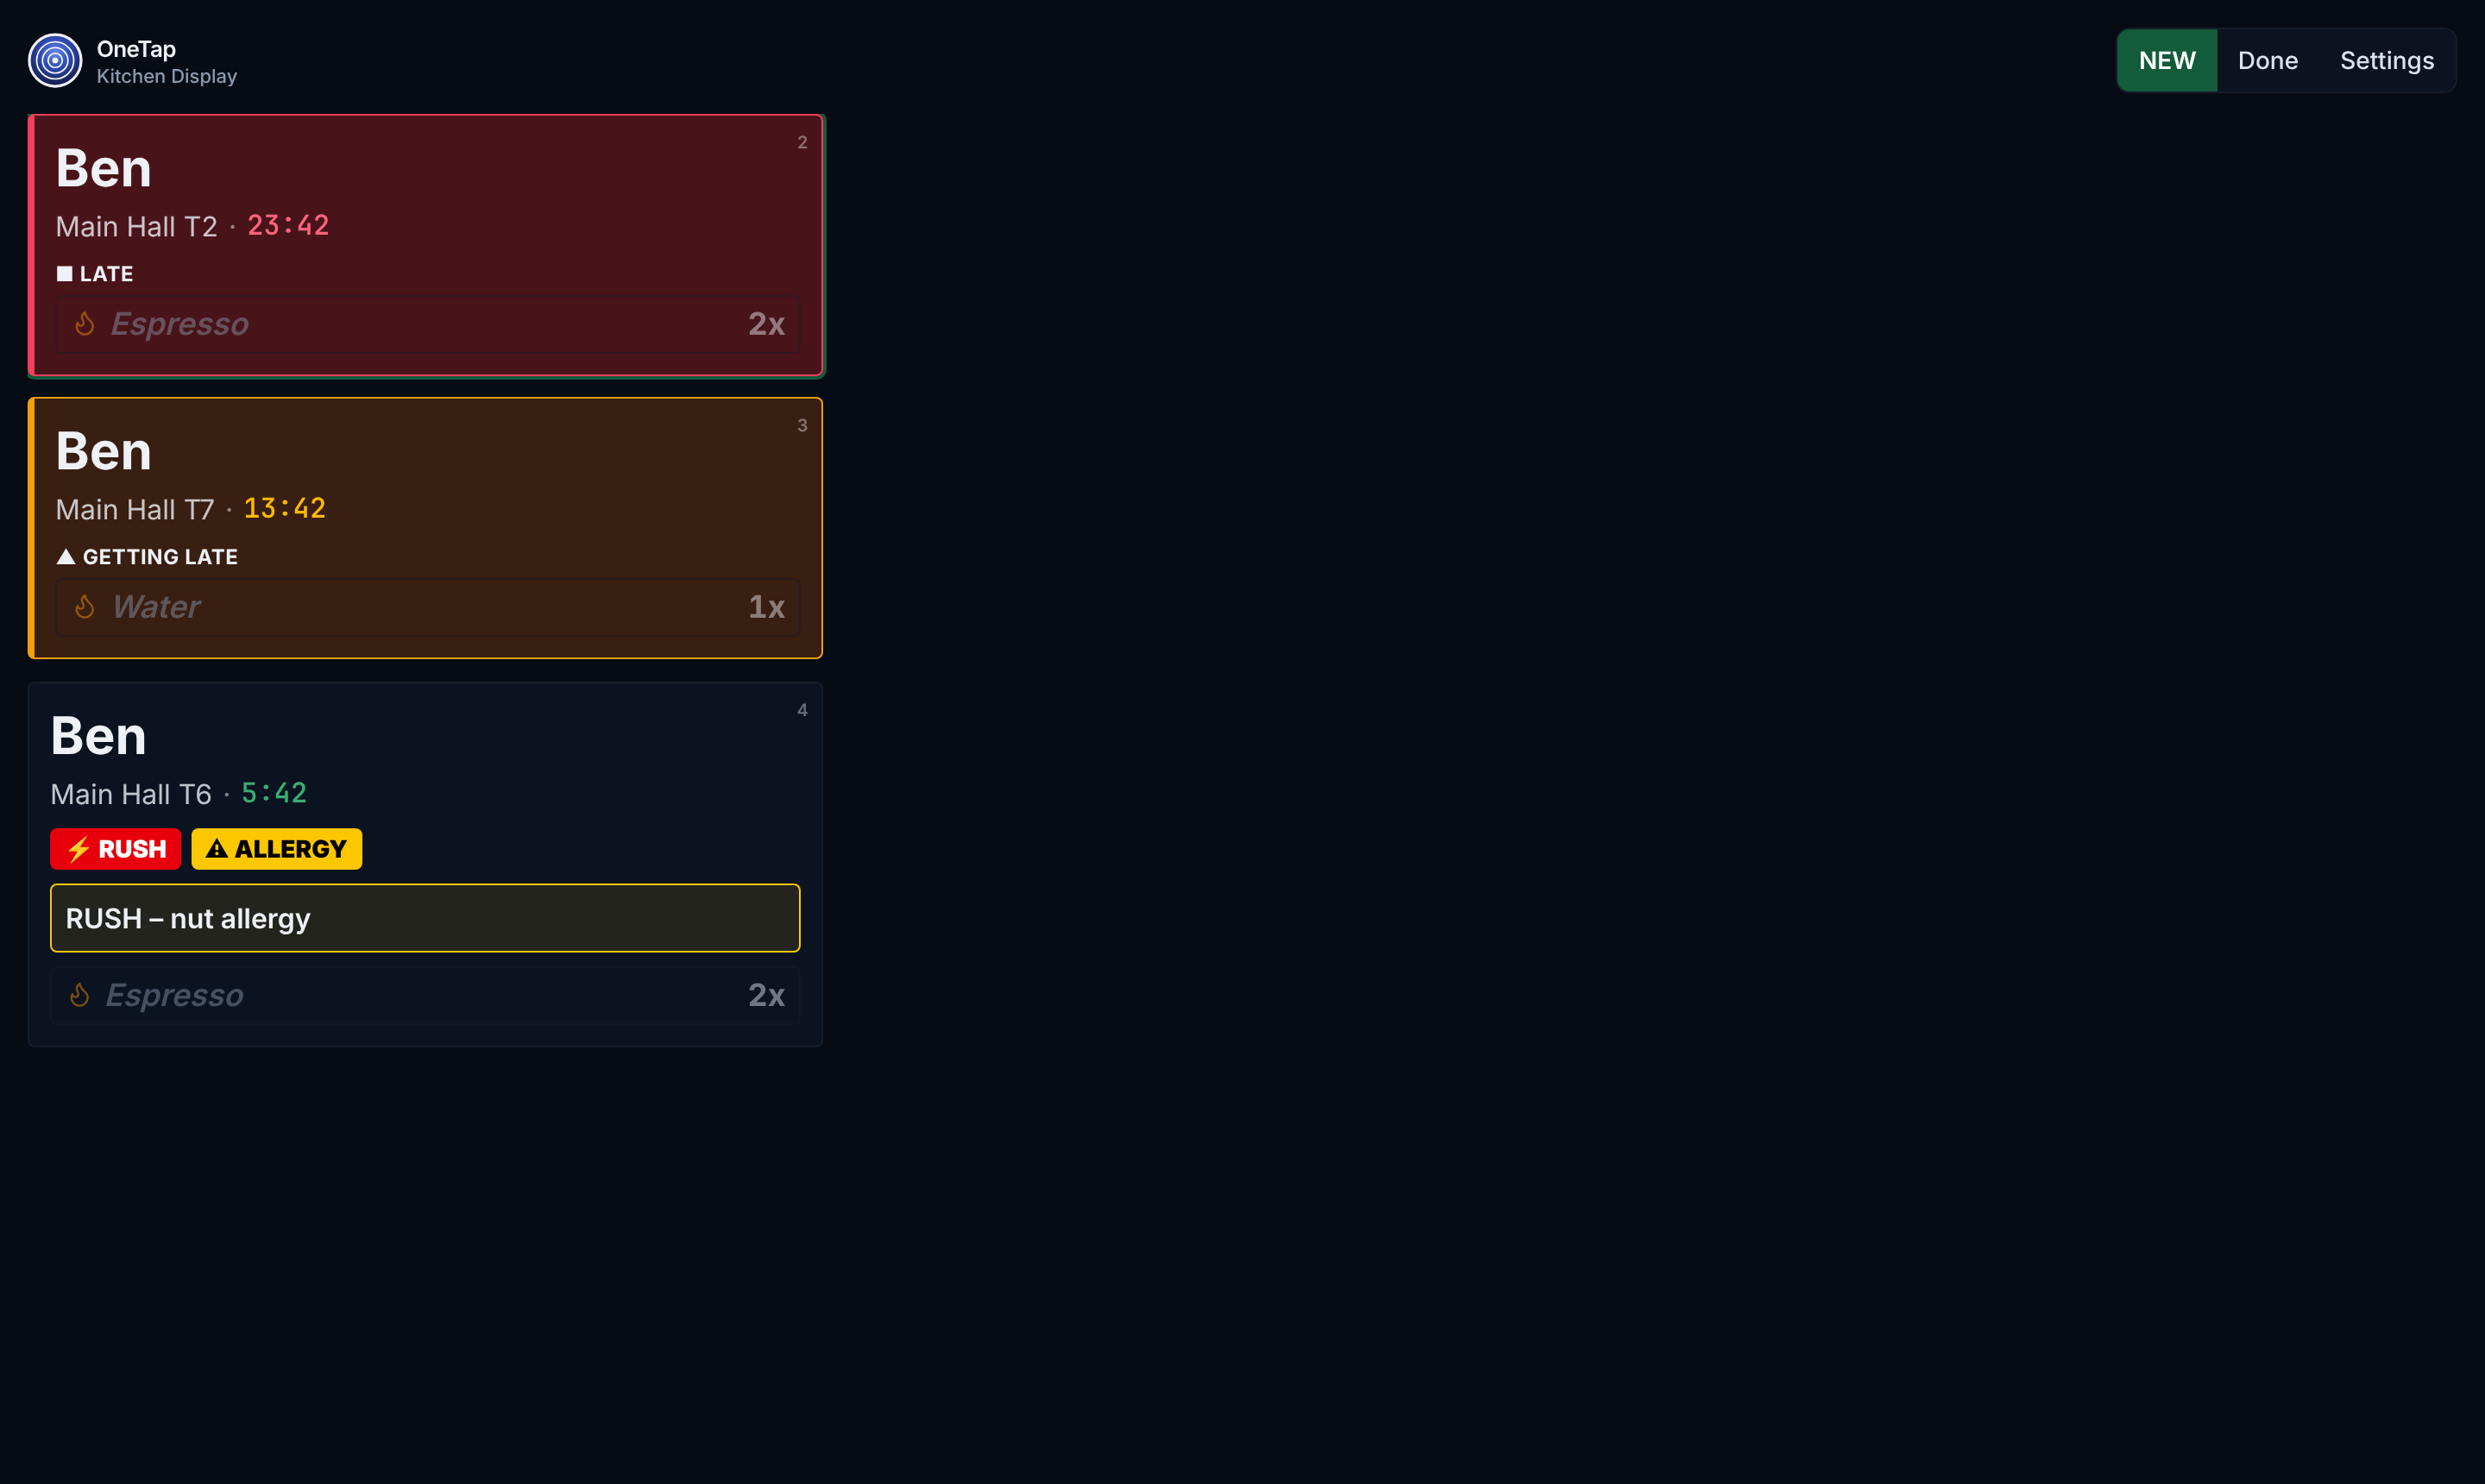 OneTap
Kitchen Display
NEW Done Settings
2
Ben
Main Hall T2 · 23:42
■ LATE
Espresso 2x
3
Ben
Main Hall T7 · 13:42
▲ GETTING LATE
Water 1x
4
Ben
Main Hall T6 · 5:42
⚡ RUSH ⚠ ALLERGY
RUSH – nut allergy
Espresso 2x